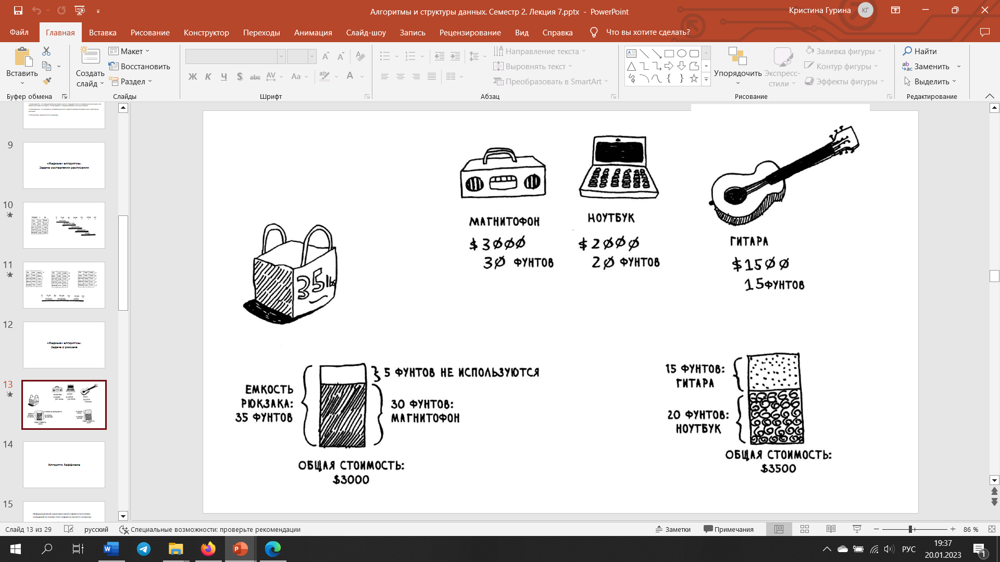 Алгоритмы и структуры данных. Семестр 2. Лекция 7.pptx - PowerPoint
Кристина Гурина
КГ
Файл
Главная
Вставка
Рисование
Конструктор
Переходы
Анимация
Слайд-шоу
Запись
Рецензирование
Вид
Справка
Что вы хотите сделать?
Вставить
Буфер обмена
Создать
слайд
Макет
Восстановить
Раздел
Слайды
Ж К Ч S abc AV Aa A
Шрифт
Направление текста
Выровнять текст
Преобразовать в SmartArt
Абзац
Упорядочить
Экспресс-
стили
Заливка фигуры
Контур фигуры
Эффекты фигуры
Рисование
Найти
Заменить
Выделить
Редактирование
9
«Жадные» алгоритмы.
Задача составления расписания
10
11
12
«Жадные» алгоритмы.
Задача о рюкзаке
13
14
Алгоритм Хаффмана
15
МАГНИТОФОН
$3000
30 ФУНТОВ
НОУТБУК
$2000
20 ФУНТОВ
ГИТАРА
$1500
15 ФУНТОВ
35 lbs
ЕМКОСТЬ
РЮКЗАКА:
35 ФУНТОВ
5 ФУНТОВ НЕ ИСПОЛЬЗУЮТСЯ
30 ФУНТОВ:
МАГНИТОФОН
ОБЩАЯ СТОИМОСТЬ:
$3000
15 ФУНТОВ:
ГИТАРА
20 ФУНТОВ:
НОУТБУК
ОБЩАЯ СТОИМОСТЬ:
$3500
Слайд 13 из 29
русский
Специальные возможности: проверьте рекомендации
Заметки
Примечания
86 %
РУС
19:37
20.01.2023
1